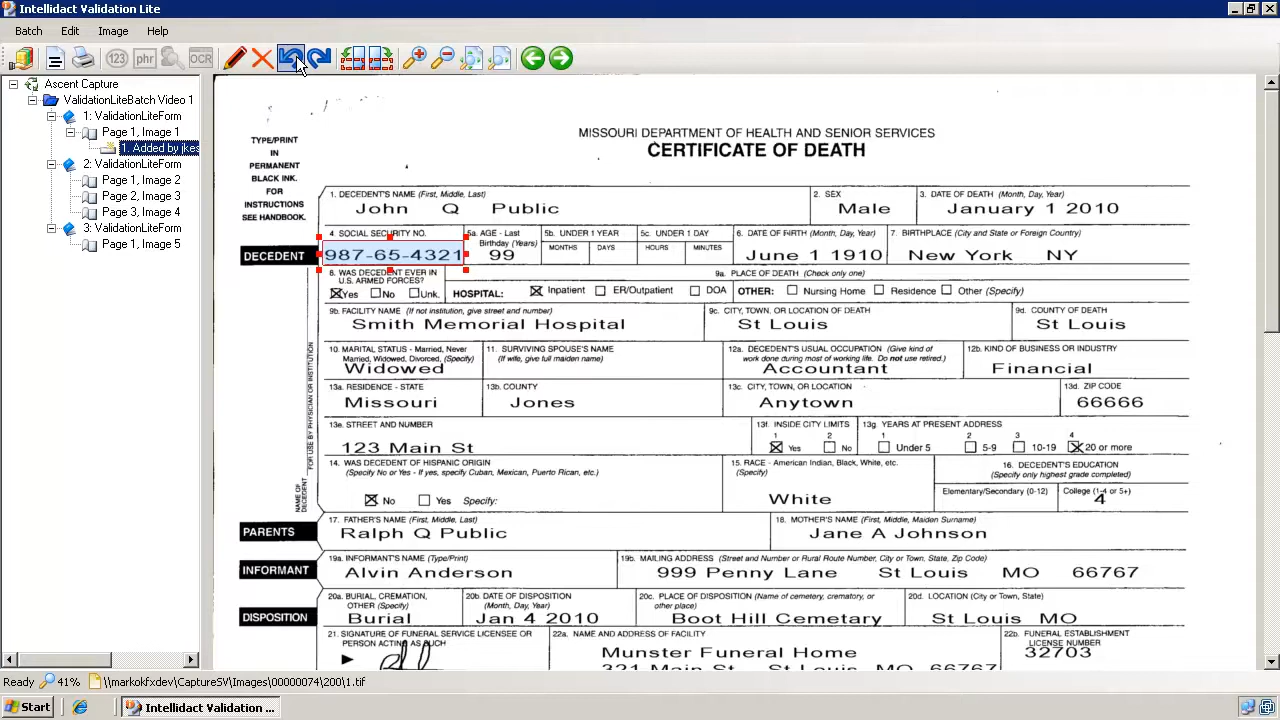 Intellidact Validation Lite
Batch Edit Image Help
123 phr OCR
Ascent Capture
ValidationLiteBatch Video 1
1: ValidationLiteForm
Page 1, Image 1
1. Added by ikes
2. ValidationLiteForm
Page 1, Image 2
Page 2, Image 3
Page 3, Image 4
3. ValidationLiteForm
Page 1, Image 5
TYPE/PRINT
IN
PERMANENT
BLACK INK.
FOR
INSTRUCTIONS
SEE HANDBOOK.
MISSOURI DEPARTMENT OF HEALTH AND SENIOR SERVICES
CERTIFICATE OF DEATH
1. DECEDENT'S NAME (First, Middle, Last) 2. SEX 3. DATE OF DEATH (Month, Day, Year)
John Q Public Male January 1 2010
DECEDENT
4. SOCIAL SECURITY NO. 5a. AGE - Last Birthday (Years) 5b. UNDER 1 YEAR 5c. UNDER 1 DAY 6. DATE OF BIRTH (Month, Day, Year) 7. BIRTHPLACE (City and State or Foreign Country)
MONTHS DAYS HOURS MINUTES
987-65-4321 99 June 1 1910 New York NY
8. WAS DECEDENT EVER IN U.S. ARMED FORCES? 9a. PLACE OF DEATH (Check only one)
Yes No Unk. HOSPITAL: Inpatient ER/Outpatient DOA OTHER: Nursing Home Residence Other (Specify)
9b. FACILITY NAME (If not institution, give street and number) 9c. CITY, TOWN, OR LOCATION OF DEATH 9d. COUNTY OF DEATH
Smith Memorial Hospital St Louis St Louis
10. MARITAL STATUS - Married, Never Married, Widowed, Divorced, (Specify) 11. SURVIVING SPOUSE'S NAME (If wife, give full maiden name) 12a. DECEDENT'S USUAL OCCUPATION (Give kind of work done during most of working life. Do not use retired.) 12b. KIND OF BUSINESS OR INDUSTRY
Widowed Accountant Financial
13a. RESIDENCE - STATE 13b. COUNTY 13c. CITY, TOWN, OR LOCATION 13d. ZIP CODE
Missouri Jones Anytown 66666
13e. STREET AND NUMBER 13f. INSIDE CITY LIMITS 13g. YEARS AT PRESENT ADDRESS
1 2 1 2 3 4
123 Main St Yes No Under 5 5-9 10-19 20 or more
FOR USE BY PHYSICIAN OR INSTITUTION
NAME OF DECEDENT
14. WAS DECEDENT OF HISPANIC ORIGIN 15. RACE - American Indian, Black, White, etc. (Specify) 16. DECEDENT'S EDUCATION
(Specify No or Yes - If yes, specify Cuban, Mexican, Puerto Rican, etc.) (Specify only highest grade completed)
Elementary/Secondary (0-12) College (1-4 or 5+)
No Yes Specify: White 4
PARENTS
17. FATHER'S NAME (First, Middle, Last) 18. MOTHER'S NAME (First, Middle, Maiden Surname)
Ralph Q Public Jane A Johnson
INFORMANT
19a. INFORMANT'S NAME (Type/Print) 19b. MAILING ADDRESS (Street and Number or Rural Route Number, City or Town, State, Zip Code)
Alvin Anderson 999 Penny Lane St Louis MO 66767
DISPOSITION
20a. BURIAL, CREMATION, OTHER (Specify) 20b. DATE OF DISPOSITION (Month, Day, Year) 20c. PLACE OF DISPOSITION (Name of cemetery, crematory, or other place) 20d. LOCATION (City or Town, State)
Burial Jan 4 2010 Boot Hill Cemetary St Louis MO
21. SIGNATURE OF FUNERAL SERVICE LICENSEE OR PERSON ACTING AS SUCH 22a. NAME AND ADDRESS OF FACILITY 22b. FUNERAL ESTABLISHMENT LICENSE NUMBER
Munster Funeral Home 32703
321 Main St St Louis MO 66767
Ready 41% \\markokfxdev\CaptureSV\Images\00000074\200\1.tif
Start Intellidact Validation ...